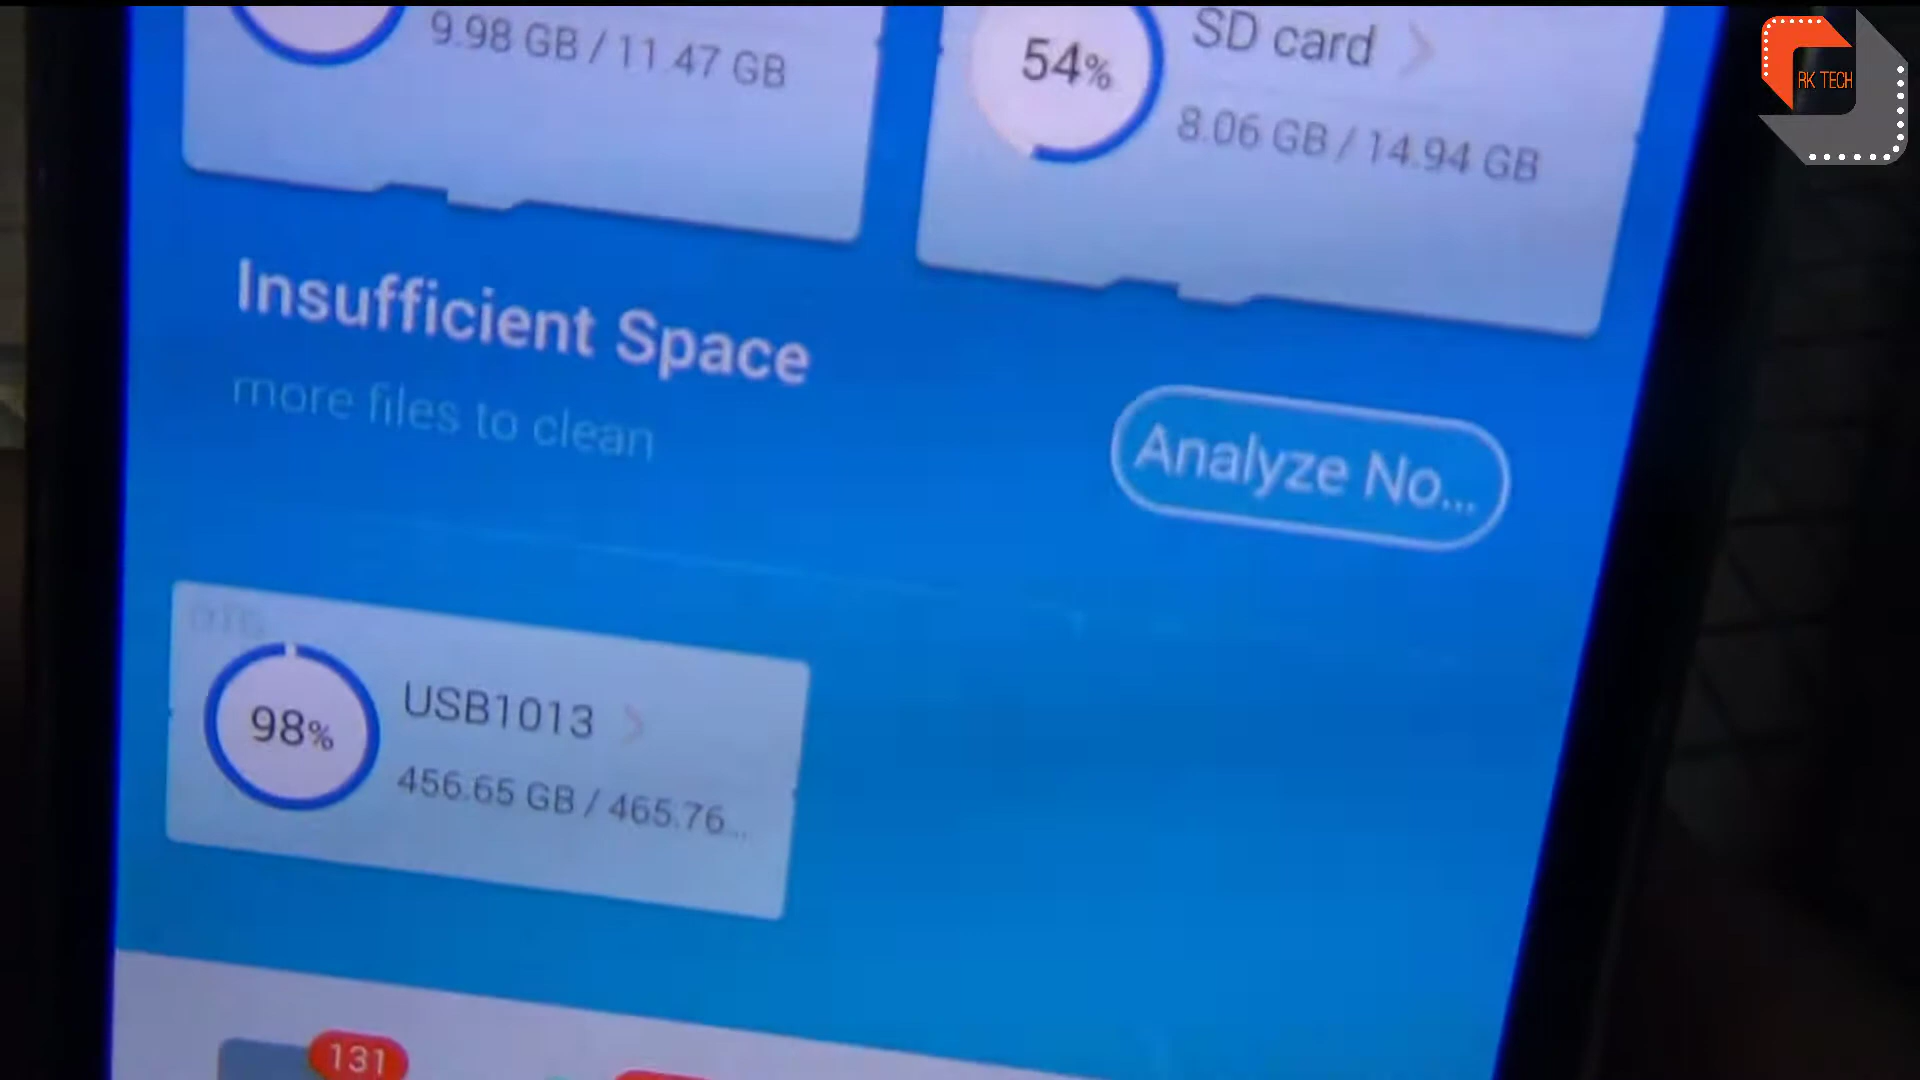 9.98 GB / 11.47 GB
54%
SD card
8.06 GB / 14.94 GB
RK TECH
Insufficient Space
more files to clean
Analyze No...
OTG
98%
USB1013
456.65 GB / 465.76...
131